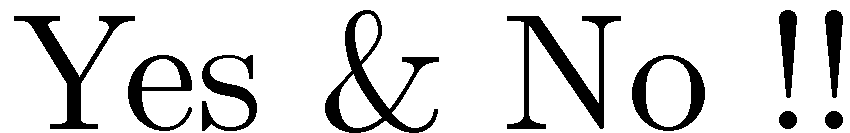 Yes & No !!